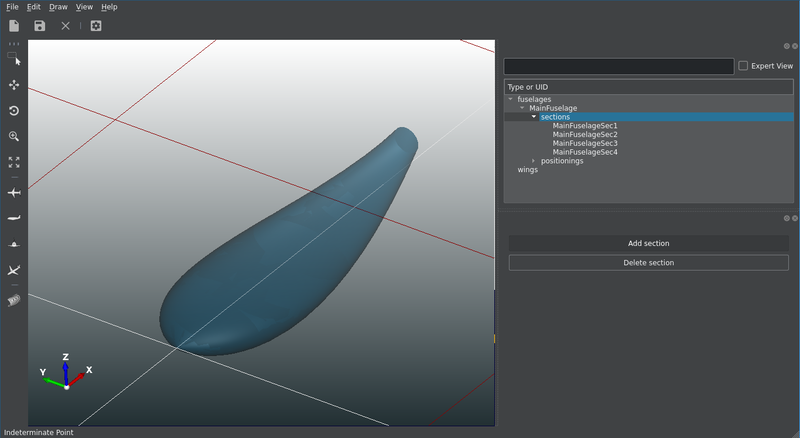 File Edit Draw View Help
Expert View
Type or UID
fuselages
MainFuselage
sections
MainFuselageSec1
MainFuselageSec2
MainFuselageSec3
MainFuselageSec4
positionings
wings
Add section
Delete section
Z
Y
X
Indeterminate Point